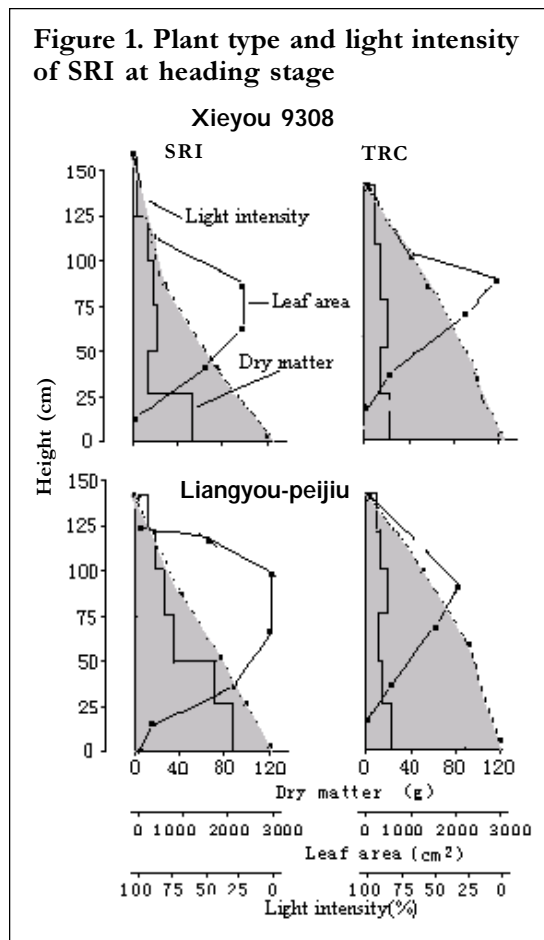 Figure 1. Plant type and light intensity
of SRI at heading stage
Xieyou 9308
SRI
TRC
150
125
100
75
50
25
0
Light intensity
Leaf area
Dry matter
Height (cm)
Liangyou-peijiu
150
125
100
75
50
25
0
0 40 80 120
0 40 80 120
Dry matter (g)
0 1000 2000 3000
0 1000 2000 3000
Leaf area (cm²)
100 75 50 25 0
100 75 50 25 0
Light intensity(%)